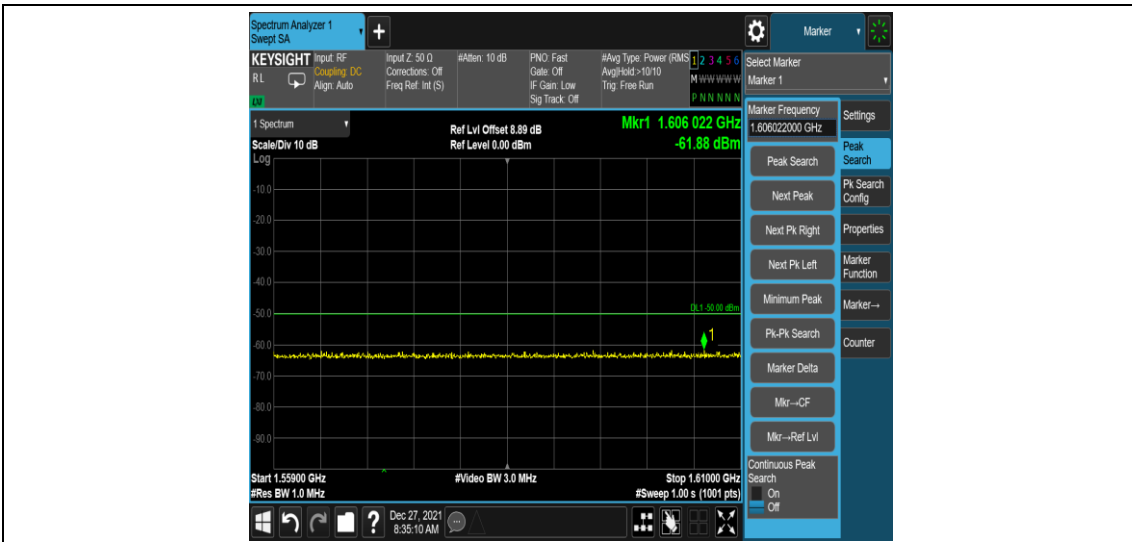 Spectrum Analyzer 1
Swept SA
KEYSIGHT
RL
LXI
Input: RF
Coupling: DC
Align: Auto
Input Z: 50 Ω
Corrections: Off
Freq Ref: Int (S)
#Atten: 10 dB
PNO: Fast
Gate: Off
IF Gain: Low
Sig Track: Off
#Avg Type: Power (RMS
Avg|Hold:>10/10
Trig: Free Run
1 2 3 4 5 6
M W W W W W
P N N N N N
1 Spectrum
Scale/Div 10 dB
Log
Ref Lvl Offset 8.89 dB
Ref Level 0.00 dBm
Mkr1 1.606 022 GHz
-61.88 dBm
-10.0
-20.0
-30.0
-40.0
-50.0
DL1 -50.00 dBm
1
-60.0
-70.0
-80.0
-90.0
Start 1.55900 GHz
#Res BW 1.0 MHz
#Video BW 3.0 MHz
Stop 1.61000 GHz
#Sweep 1.00 s (1001 pts)
?
Dec 27, 2021
8:35:10 AM
Marker
Select Marker
Marker 1
Marker Frequency
1.606022000 GHz
Peak Search
Next Peak
Next Pk Right
Next Pk Left
Minimum Peak
Pk-Pk Search
Marker Delta
Mkr→CF
Mkr→Ref Lvl
Continuous Peak
Search
On
Off
Settings
Peak
Search
Pk Search
Config
Properties
Marker
Function
Marker→
Counter